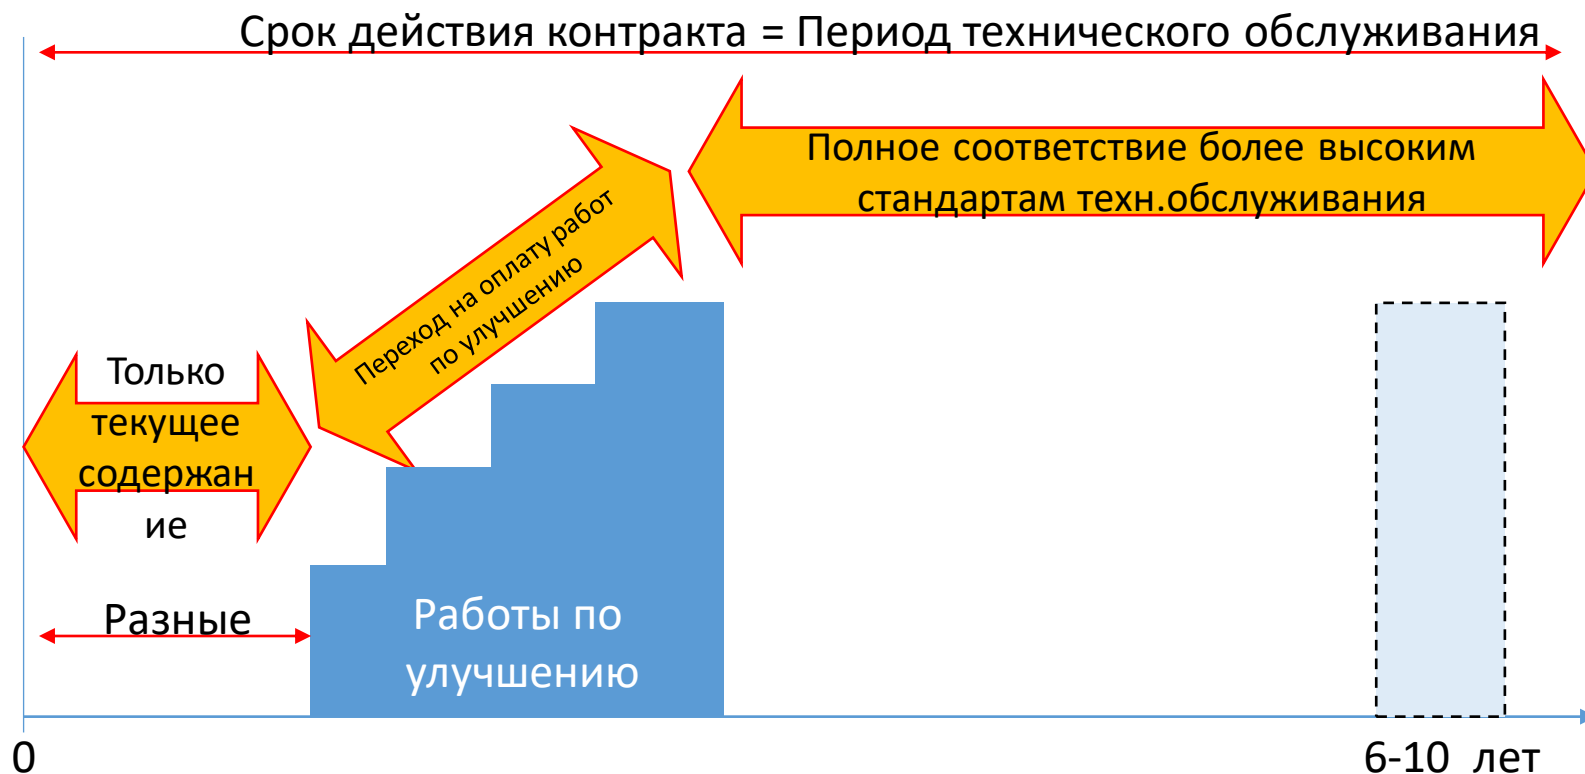 Срок действия контракта = Период технического обслуживания
Полное соответствие более высоким
стандартам техн.обслуживания
Переход на оплату работ
по улучшению
Только
текущее
содержан
ие
Разные
Работы по
улучшению
0
6-10 лет